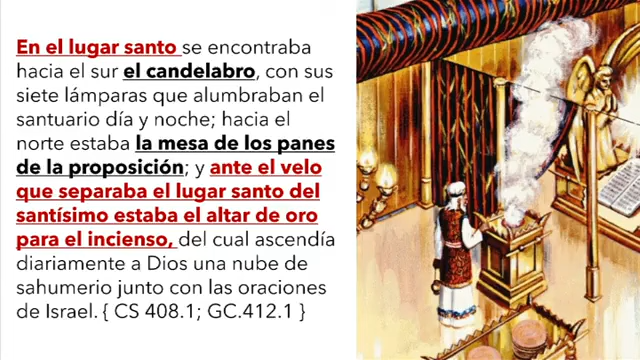 En el lugar santo se encontraba
hacia el sur el candelabro, con sus
siete lámparas que alumbraban el
santuario día y noche; hacia el
norte estaba la mesa de los panes
de la proposición; y ante el velo
que separaba el lugar santo del
santísimo estaba el altar de oro
para el incienso, del cual ascendía
diariamente a Dios una nube de
sahumerio junto con las oraciones
de Israel. { CS 408.1; GC.412.1 }